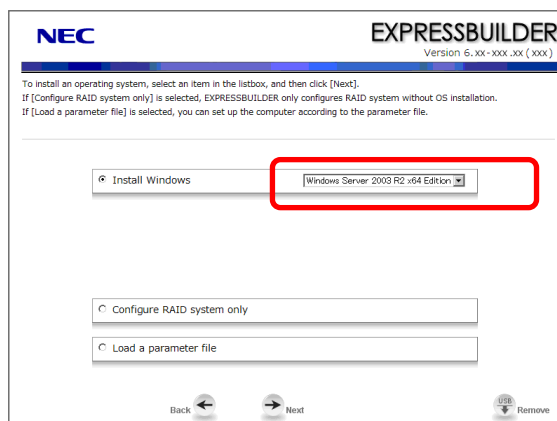 NEC
EXPRESSBUILDER
Version 6.xx-xxx.xx(xxx)
To install an operating system, select an item in the listbox, and then click [Next].
If [Configure RAID system only] is selected, EXPRESSBUILDER only configures RAID system without OS installation.
If [Load a parameter file] is selected, you can set up the computer according to the parameter file.
Install Windows
Windows Server 2003 R2 x64 Edition
Configure RAID system only
Load a parameter file
Back
Next
USB
Remove